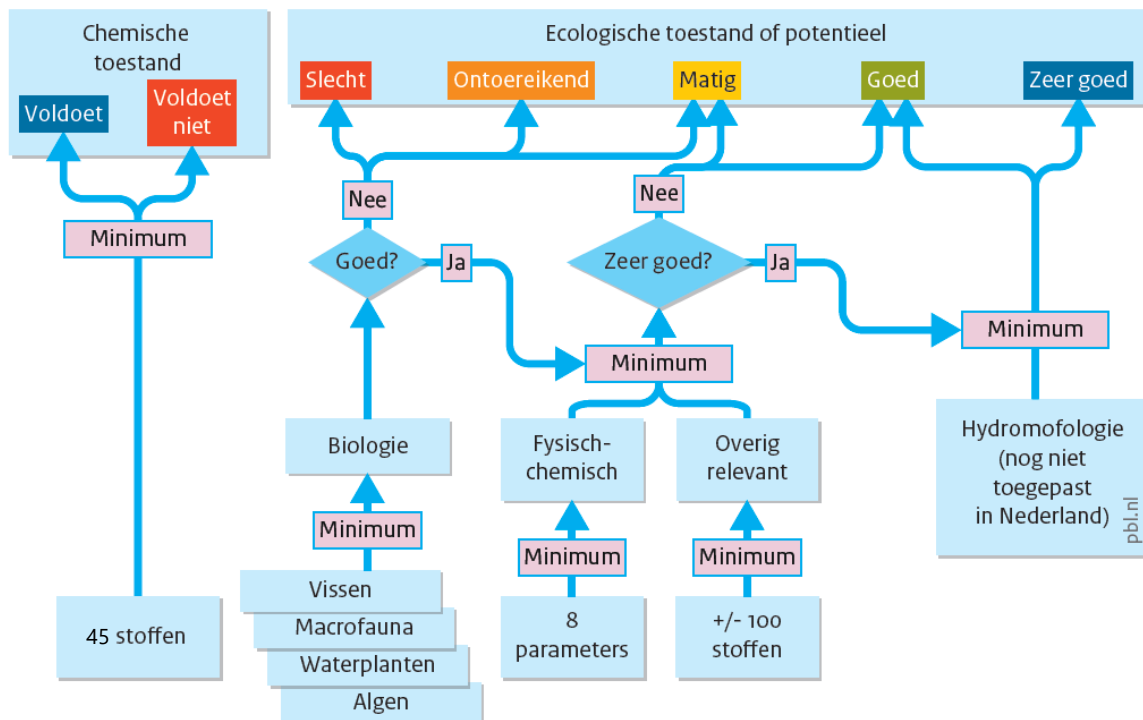 Chemische
toestand
Voldoet
Voldoet
niet
Minimum
45 stoffen
Ecologische toestand of potentieel
Slecht
Ontoereikend
Matig
Goed
Zeer goed
Nee
Nee
Goed?
Ja
Zeer goed?
Ja
Minimum
Minimum
Biologie
Fysisch-
chemisch
Overig
relevant
Hydromofologie
(nog niet
toegepast
in Nederland)
Minimum
Minimum
Minimum
Vissen
Macrofauna
Waterplanten
Algen
8
parameters
+/- 100
stoffen
pbl.nl